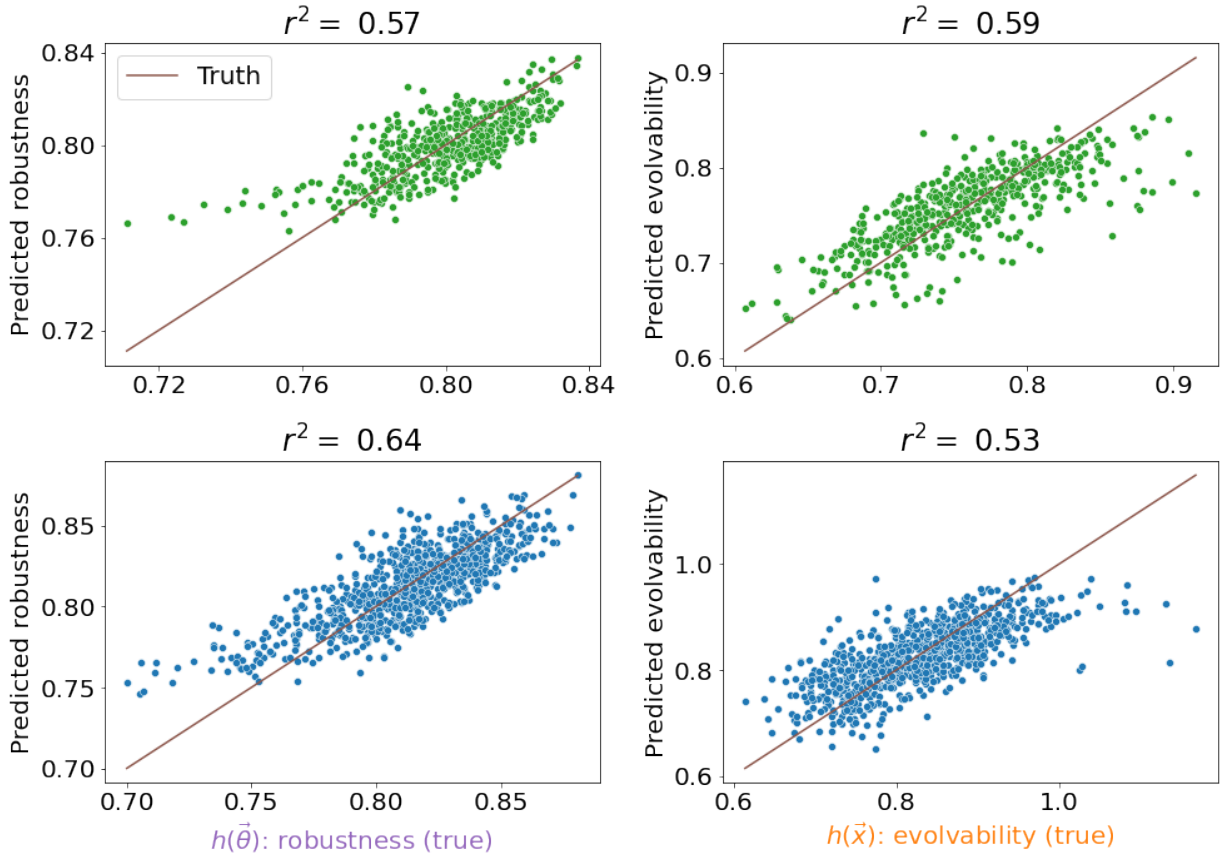 r² = 0.57
0.84
0.80
0.76
0.72
Predicted robustness
Truth
0.72 0.76 0.80 0.84
r² = 0.59
0.9
0.8
0.7
0.6
Predicted evolvability
0.6 0.7 0.8 0.9
r² = 0.64
0.85
0.80
0.75
0.70
Predicted robustness
0.70 0.75 0.80 0.85
h(θ⃗): robustness (true)
r² = 0.53
1.0
0.8
0.6
Predicted evolvability
0.6 0.8 1.0
h(x⃗): evolvability (true)